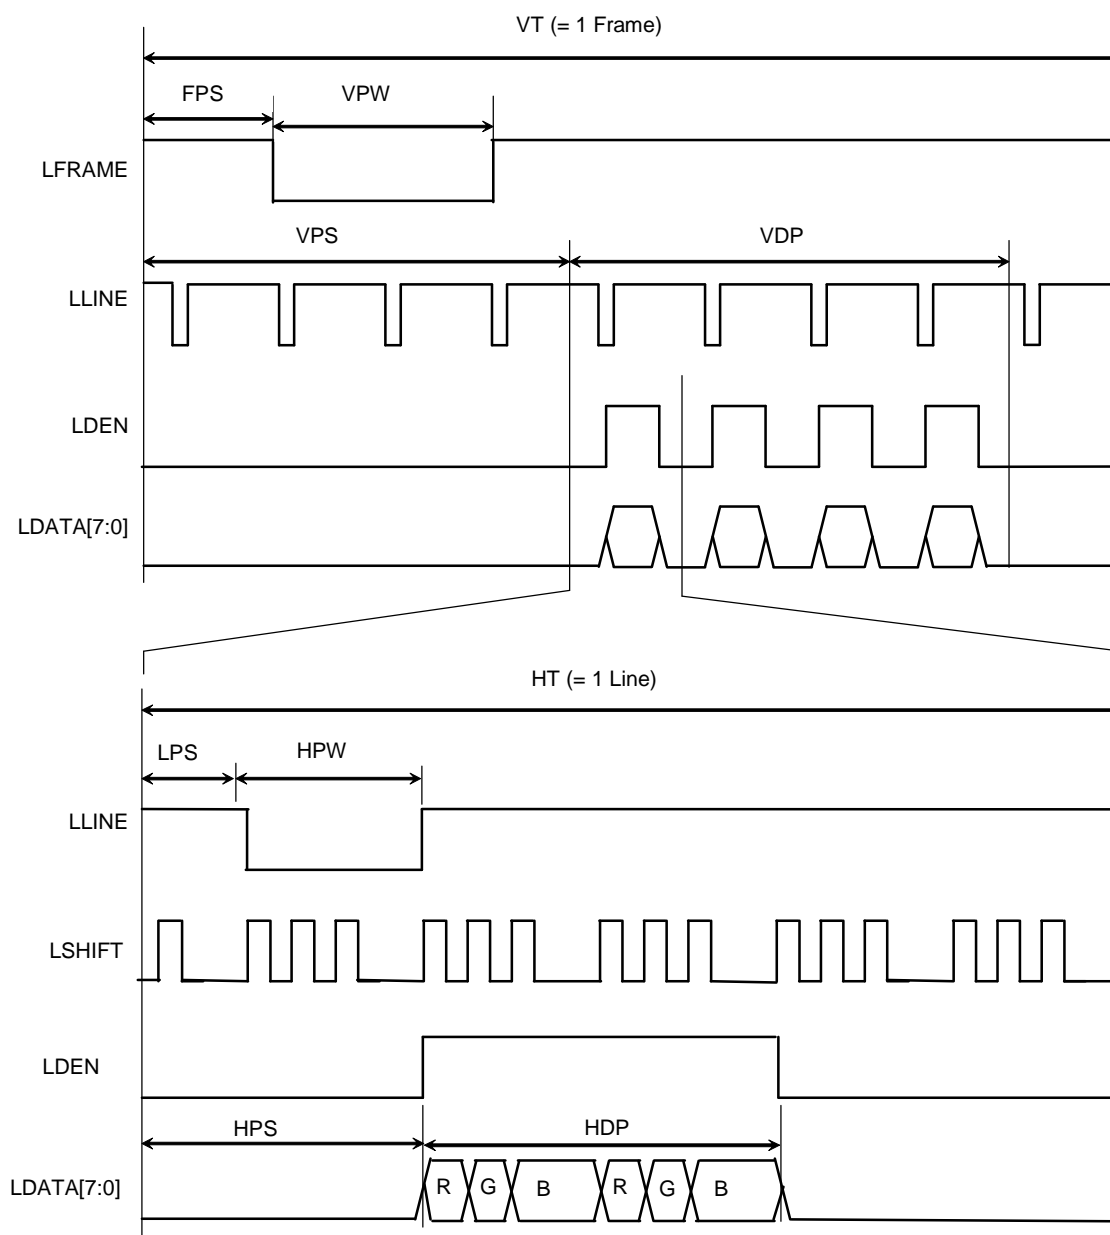 VT (= 1 Frame)
FPS
VPW
LFRAME
VPS
VDP
LLINE
LDEN
LDATA[7:0]
HT (= 1 Line)
LPS
HPW
LLINE
LSHIFT
LDEN
HPS
HDP
LDATA[7:0]
R G B R G B